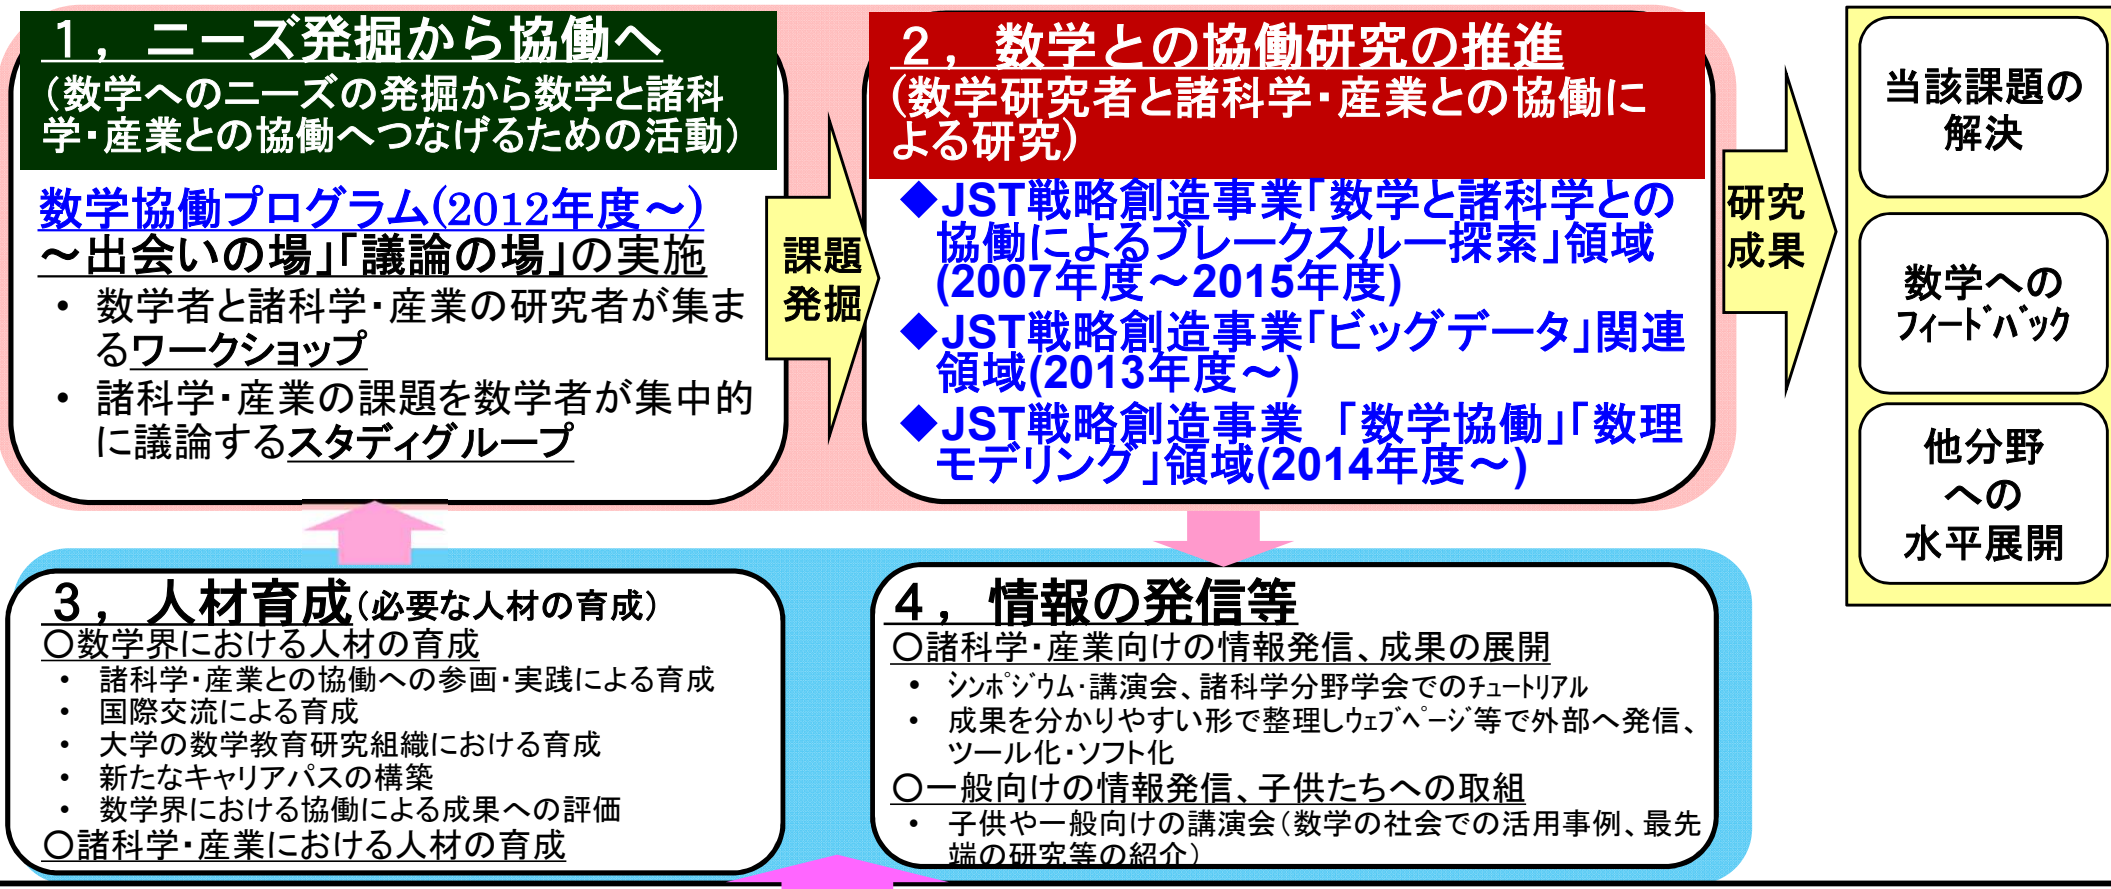 １，ニーズ発掘から協働へ
（数学へのニーズの発掘から数学と諸科
学・産業との協働へつなげるための活動）
数学協働プログラム(2012年度～)
～出会いの場」「議論の場」の実施
• 数学者と諸科学・産業の研究者が集ま
るワークショップ
• 諸科学・産業の課題を数学者が集中的
に議論するスタディグループ
課題
発掘
２，数学との協働研究の推進
(数学研究者と諸科学・産業との協働に
よる研究)
◆JST戦略創造事業「数学と諸科学との
協働によるブレークスルー探索」領域
(2007年度～2015年度)
◆JST戦略創造事業「ビッグデータ」関連
領域(2013年度～)
◆JST戦略創造事業　「数学協働」「数理
モデリング」領域(2014年度～)
研究
成果
当該課題の
解決
数学への
ﾌｨｰﾄﾞﾊﾞｯｸ
他分野
への
水平展開
３，人材育成(必要な人材の育成)
〇数学界における人材の育成
• 諸科学・産業との協働への参画・実践による育成
• 国際交流による育成
• 大学の数学教育研究組織における育成
• 新たなキャリアパスの構築
• 数学界における協働による成果への評価
〇諸科学・産業における人材の育成
４，情報の発信等
〇諸科学・産業向けの情報発信、成果の展開
• ｼﾝﾎﾟｼﾞｳﾑ・講演会、諸科学分野学会でのﾁｭｰﾄﾘｱﾙ
• 成果を分かりやすい形で整理しｳｪﾌﾞﾍﾟｰｼﾞ等で外部へ発信、
ツール化・ソフト化
〇一般向けの情報発信、子供たちへの取組
• 子供や一般向けの講演会（数学の社会での活用事例、最先
端の研究等の紹介）